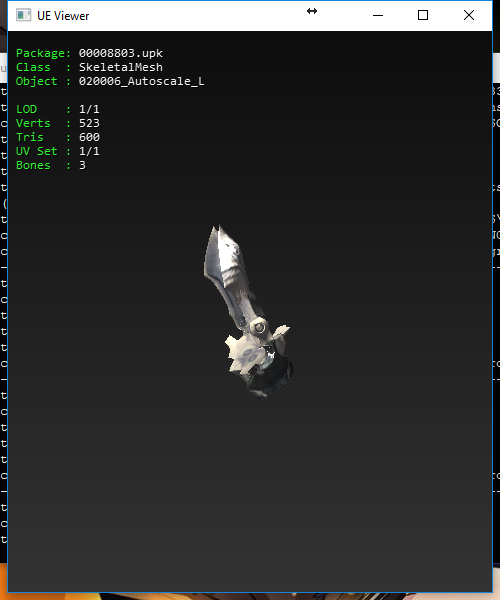 UE Viewer
Package: 00008803.upk
Class : SkeletalMesh
Object : 020006_Autoscale_L
LOD : 1/1
Verts : 523
Tris : 600
UV Set : 1/1
Bones : 3